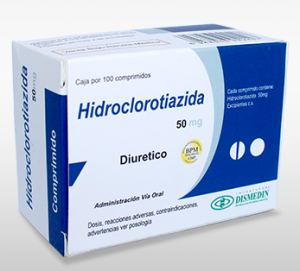 Caja por 100 comprimidos
Hidroclorotiazida
50 mg
Diuretico
Cada comprimido contiene:
Hidroclorotiazida 50mg
Excipientes c.s
BPM
Administración Vía Oral
Dosis, reacciones adversas, contraindicaciones,
advertencias ver posología
DISMEDIN
Hidroclorotiazida
50 mg
Comprimido